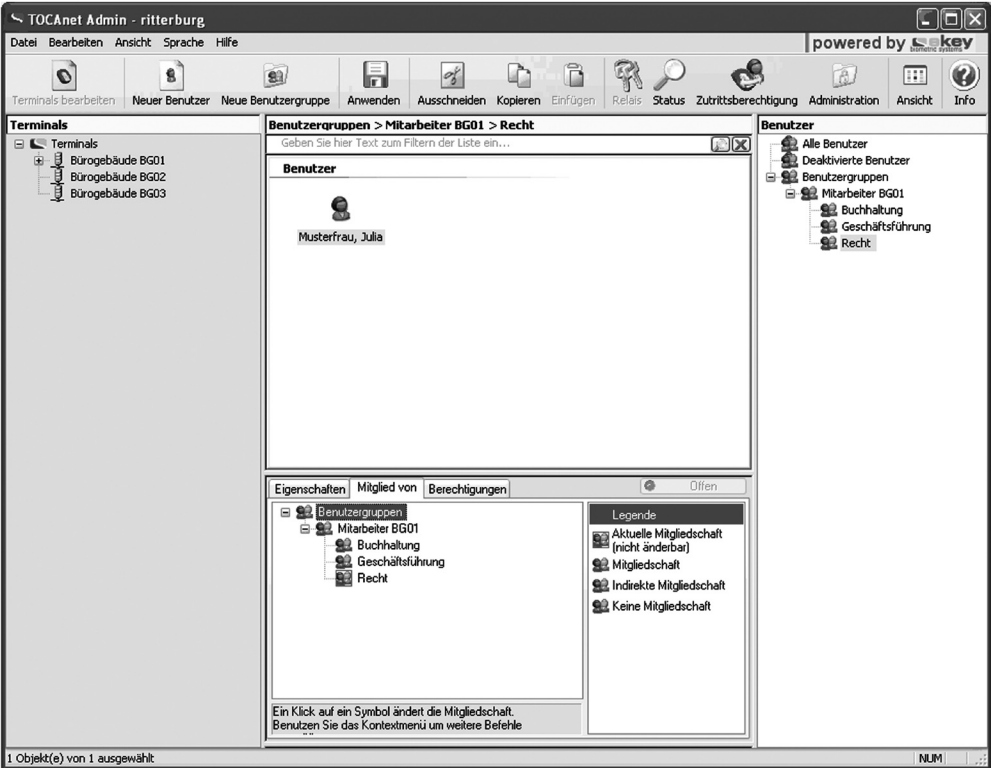 TOCAnet Admin - ritterburg
Datei Bearbeiten Ansicht Sprache Hilfe
powered by ekey
biometric systems
Terminals bearbeiten Neuer Benutzer Neue Benutzergruppe Anwenden Ausschneiden Kopieren Einfügen Relais Status Zutrittsberechtigung Administration Ansicht Info
Terminals
Terminals
Bürogebäude BG01
Bürogebäude BG02
Bürogebäude BG03
Benutzergruppen > Mitarbeiter BG01 > Recht
Geben Sie hier Text zum Filtern der Liste ein...
Benutzer
Musterfrau, Julia
Eigenschaften Mitglied von Berechtigungen Offen
Benutzergruppen
Mitarbeiter BG01
Buchhaltung
Geschäftsführung
Recht
Legende
Aktuelle Mitgliedschaft
(nicht änderbar)
Mitgliedschaft
Indirekte Mitgliedschaft
Keine Mitgliedschaft
Ein Klick auf ein Symbol ändert die Mitgliedschaft.
Benutzen Sie das Kontextmenü um weitere Befehle
Benutzer
Alle Benutzer
Deaktivierte Benutzer
Benutzergruppen
Mitarbeiter BG01
Buchhaltung
Geschäftsführung
Recht
1 Objekt(e) von 1 ausgewählt
NUM